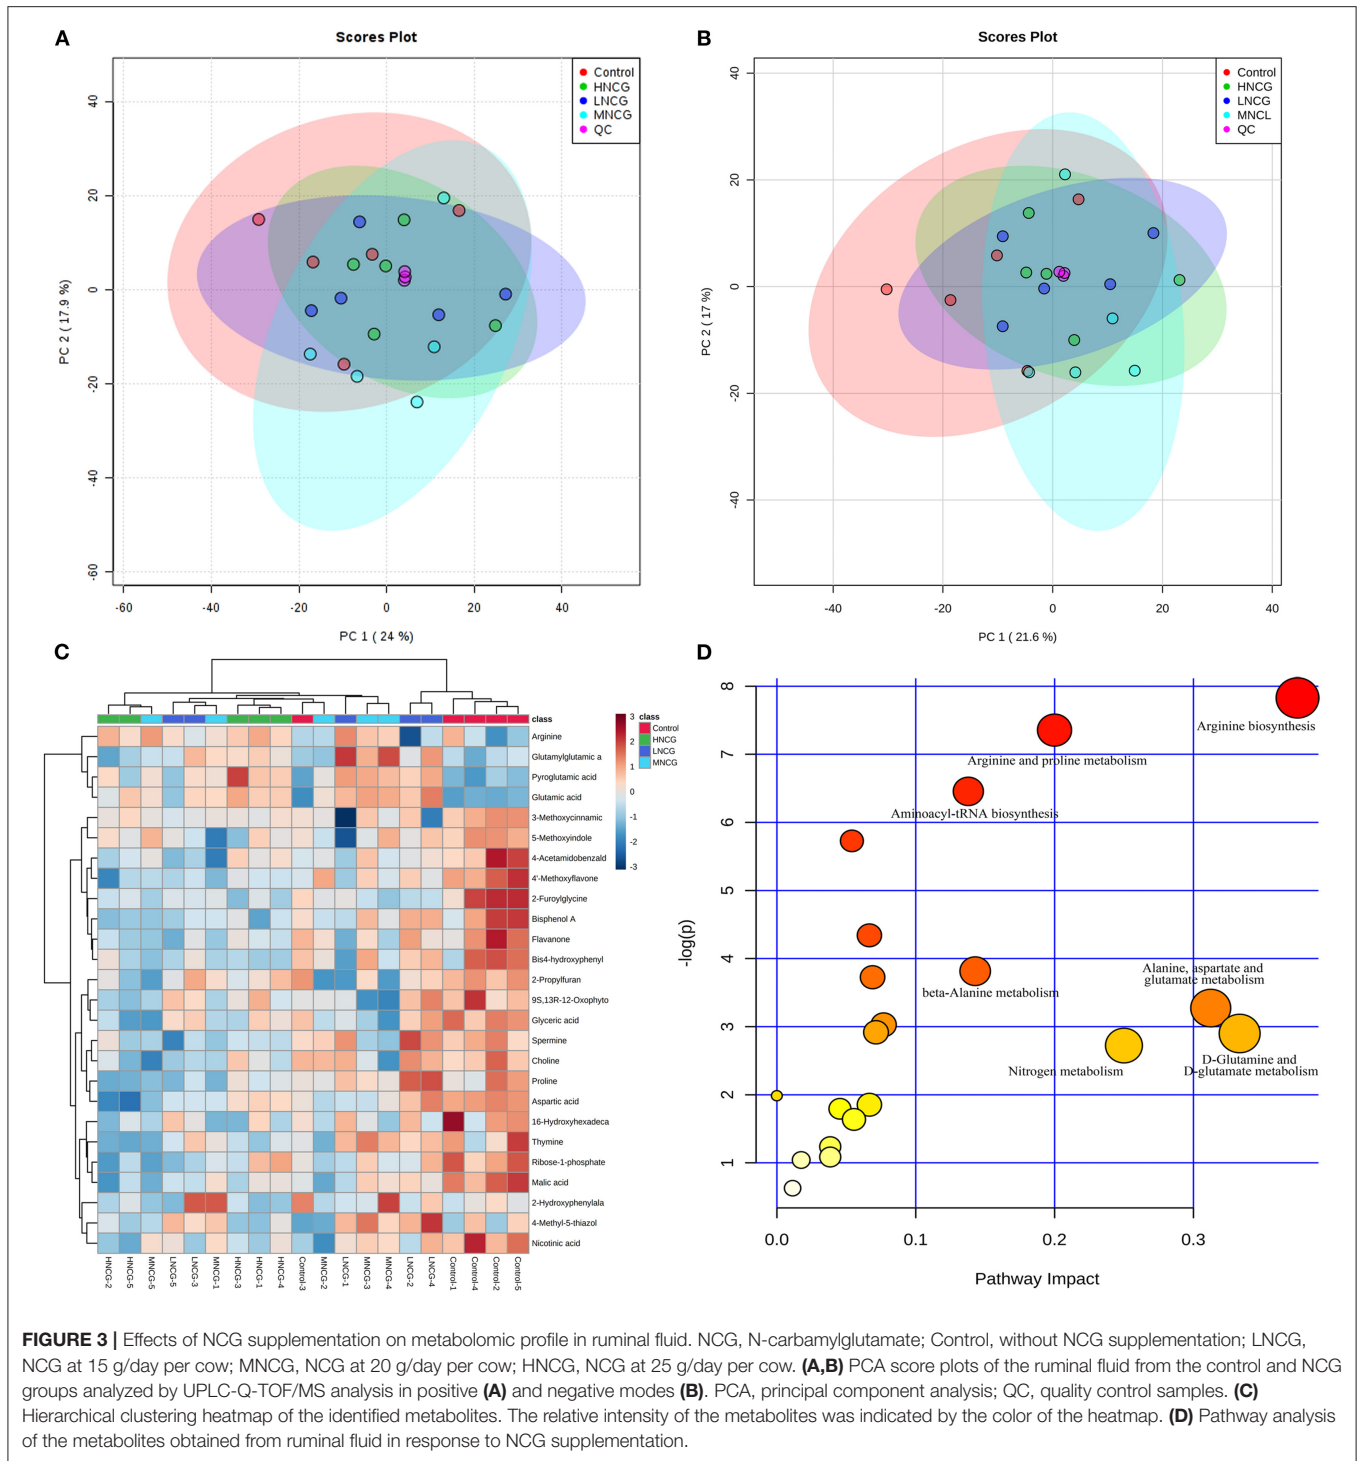 A
Scores Plot
Control
HNCG
LNCG
MNCG
QC
40
20
0
-20
-40
-60
PC 2 ( 17.9 %)
-60 -40 -20 0 20 40
PC 1 ( 24 %)
B
Scores Plot
Control
HNCG
LNCG
MNCL
QC
40
20
0
-20
-40
PC 2 ( 17 %)
-40 -20 0 20 40
PC 1 ( 21.6 %)
C
class
Arginine
Glutamylglutamic a
Pyroglutamic acid
Glutamic acid
3-Methoxycinnamic
5-Methoxyindole
4-Acetamidobenzald
4'-Methoxyflavone
2-Furoylglycine
Bisphenol A
Flavanone
Bis4-hydroxyphenyl
2-Propylfuran
9S,13R-12-Oxophyto
Glyceric acid
Spermine
Choline
Proline
Aspartic acid
16-Hydroxyhexadeca
Thymine
Ribose-1-phosphate
Malic acid
2-Hydroxyphenylala
4-Methyl-5-thiazol
Nicotinic acid
3
2
1
0
-1
-2
-3
class
Control
HNCG
LNCG
MNCG
HNCG-2
HNCG-5
MNCG-5
LNCG-5
LNCG-3
MNCG-1
HNCG-3
HNCG-1
HNCG-4
Control-3
MNCG-2
LNCG-1
MNCG-3
MNCG-4
LNCG-2
LNCG-4
Control-1
Control-4
Control-2
Control-5
D
8
7
6
5
4
3
2
1
-log(p)
Arginine biosynthesis
Arginine and proline metabolism
Aminoacyl-tRNA biosynthesis
beta-Alanine metabolism
Alanine, aspartate and
glutamate metabolism
Nitrogen metabolism
D-Glutamine and
D-glutamate metabolism
0.0 0.1 0.2 0.3
Pathway Impact
FIGURE 3 | Effects of NCG supplementation on metabolomic profile in ruminal fluid. NCG, N-carbamylglutamate; Control, without NCG supplementation; LNCG,
NCG at 15 g/day per cow; MNCG, NCG at 20 g/day per cow; HNCG, NCG at 25 g/day per cow. (A,B) PCA score plots of the ruminal fluid from the control and NCG
groups analyzed by UPLC-Q-TOF/MS analysis in positive (A) and negative modes (B). PCA, principal component analysis; QC, quality control samples. (C)
Hierarchical clustering heatmap of the identified metabolites. The relative intensity of the metabolites was indicated by the color of the heatmap. (D) Pathway analysis
of the metabolites obtained from ruminal fluid in response to NCG supplementation.